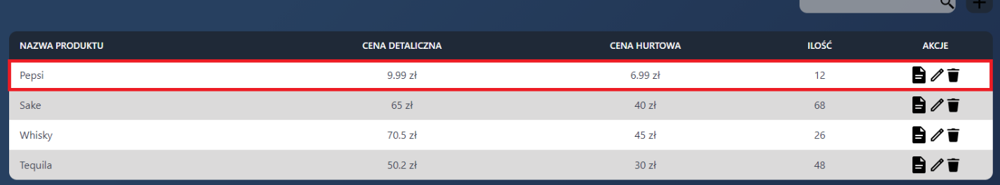 NAZWA PRODUKTU CENA DETALICZNA CENA HURTOWA ILOŚĆ AKCJE
Pepsi 9.99 zł 6.99 zł 12
Sake 65 zł 40 zł 68
Whisky 70.5 zł 45 zł 26
Tequila 50.2 zł 30 zł 48